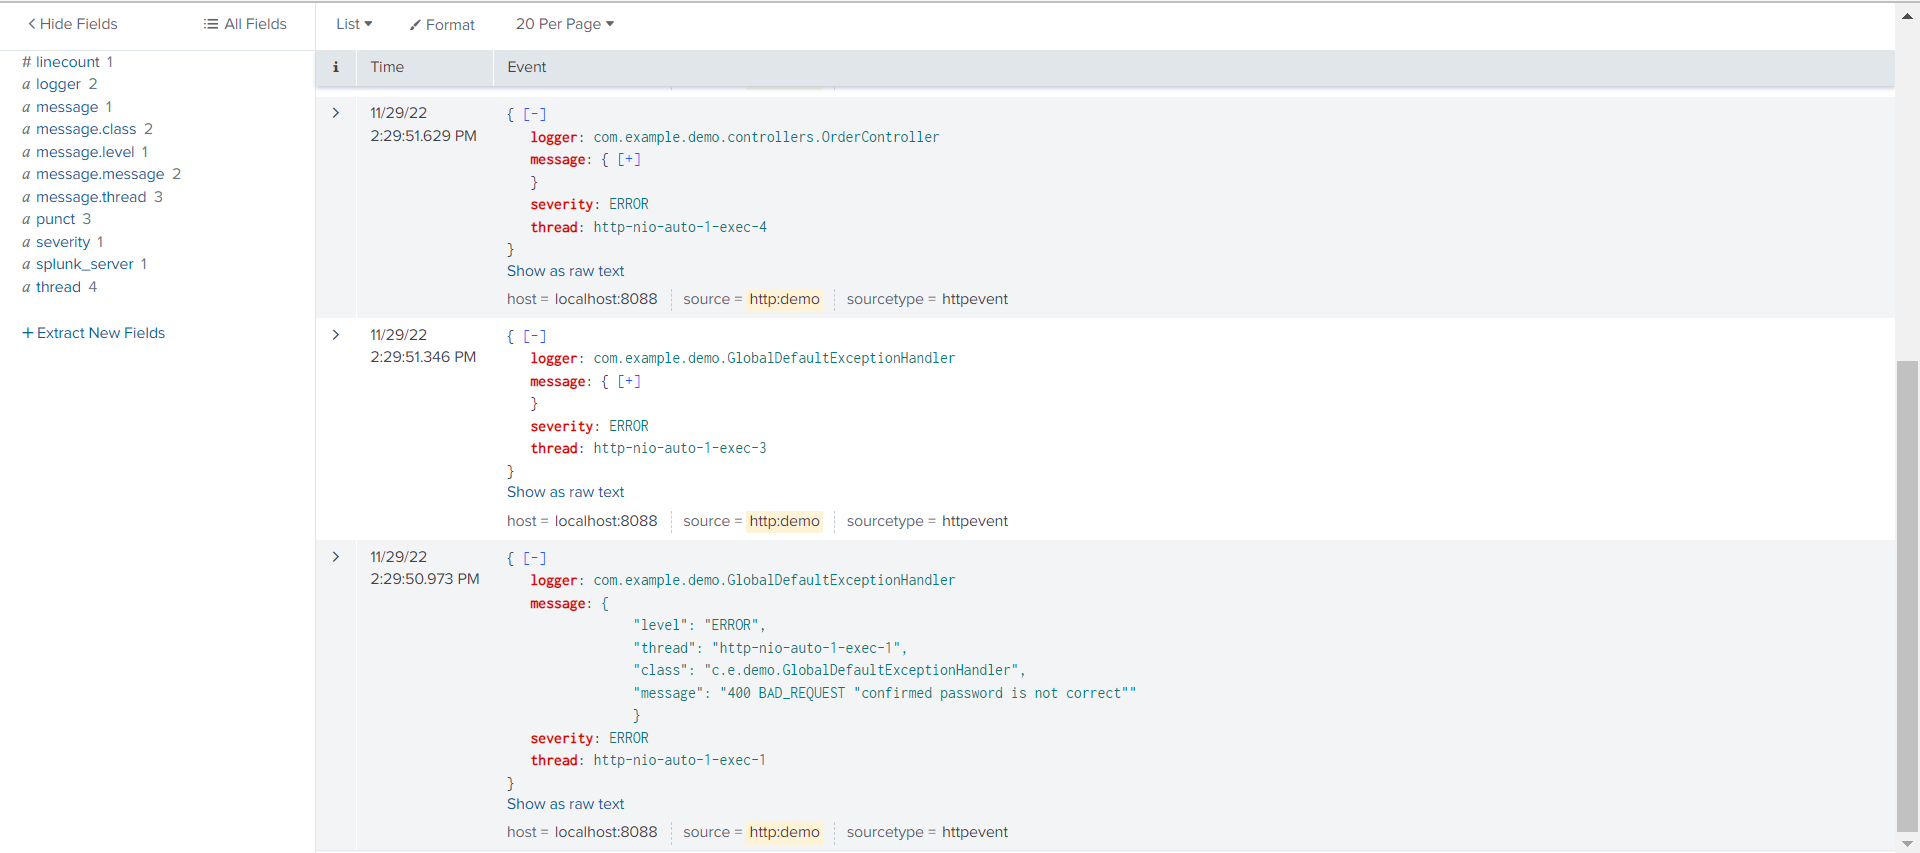 Hide Fields
All Fields
List
Format
20 Per Page
# linecount 1
a logger 2
a message 1
a message.class 2
a message.level 1
a message.message 2
a message.thread 3
a punct 3
a severity 1
a splunk_server 1
a thread 4
+ Extract New Fields
i Time Event
11/29/22
2:29:51.629 PM
{ [-]
logger: com.example.demo.controllers.OrderController
message: { [+]
}
severity: ERROR
thread: http-nio-auto-1-exec-4
}
Show as raw text
host = localhost:8088 source = http:demo sourcetype = httpevent
11/29/22
2:29:51.346 PM
{ [-]
logger: com.example.demo.GlobalDefaultExceptionHandler
message: { [+]
}
severity: ERROR
thread: http-nio-auto-1-exec-3
}
Show as raw text
host = localhost:8088 source = http:demo sourcetype = httpevent
11/29/22
2:29:50.973 PM
{ [-]
logger: com.example.demo.GlobalDefaultExceptionHandler
message: {
"level": "ERROR",
"thread": "http-nio-auto-1-exec-1",
"class": "c.e.demo.GlobalDefaultExceptionHandler",
"message": "400 BAD_REQUEST "confirmed password is not correct""
}
severity: ERROR
thread: http-nio-auto-1-exec-1
}
Show as raw text
host = localhost:8088 source = http:demo sourcetype = httpevent